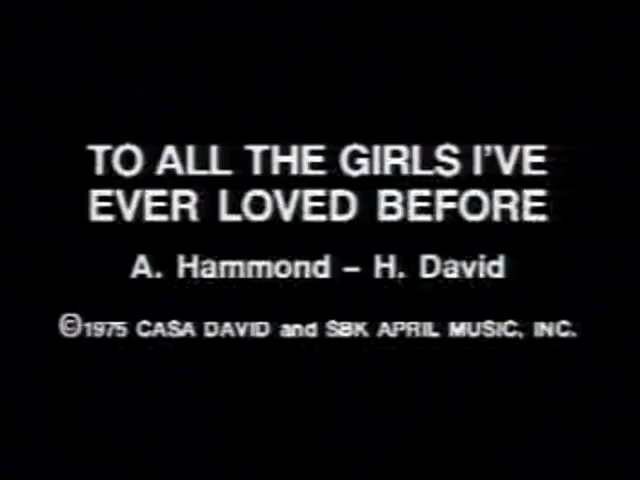 TO ALL THE GIRLS I'VE
EVER LOVED BEFORE
A. Hammond – H. David
©1975 CASA DAVID and SBK APRIL MUSIC, INC.